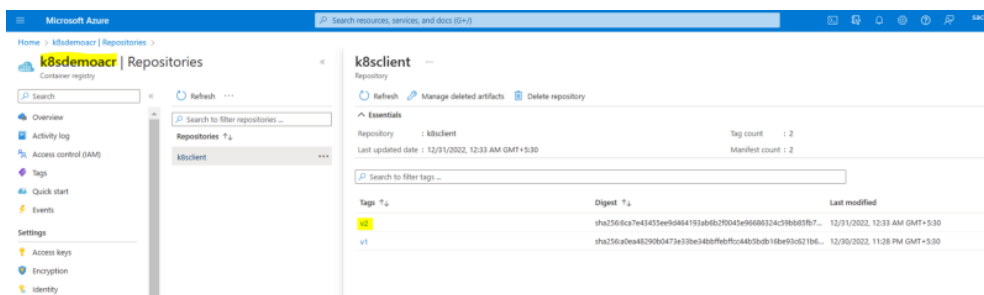 Microsoft Azure
Search resources, services, and docs (G+/)
sac
Home > k8sdemoacr | Repositories >
k8sdemoacr | Repositories
Container registry
Search
Overview
Activity log
Access control (IAM)
Tags
Quick start
Events
Settings
Access keys
Encryption
Identity
Refresh
Search to filter repositories ...
Repositories ↑↓
k8sclient
k8sclient
Repository
Refresh Manage deleted artifacts Delete repository
Essentials
Repository : k8sclient Tag count : 2
Last updated date : 12/31/2022, 12:33 AM GMT+5:30 Manifest count : 2
Search to filter tags ...
Tags ↑↓ Digest ↑↓ Last modified
v2 12/31/2022, 12:33 AM GMT+5:30
v1 12/30/2022, 11:28 PM GMT+5:30